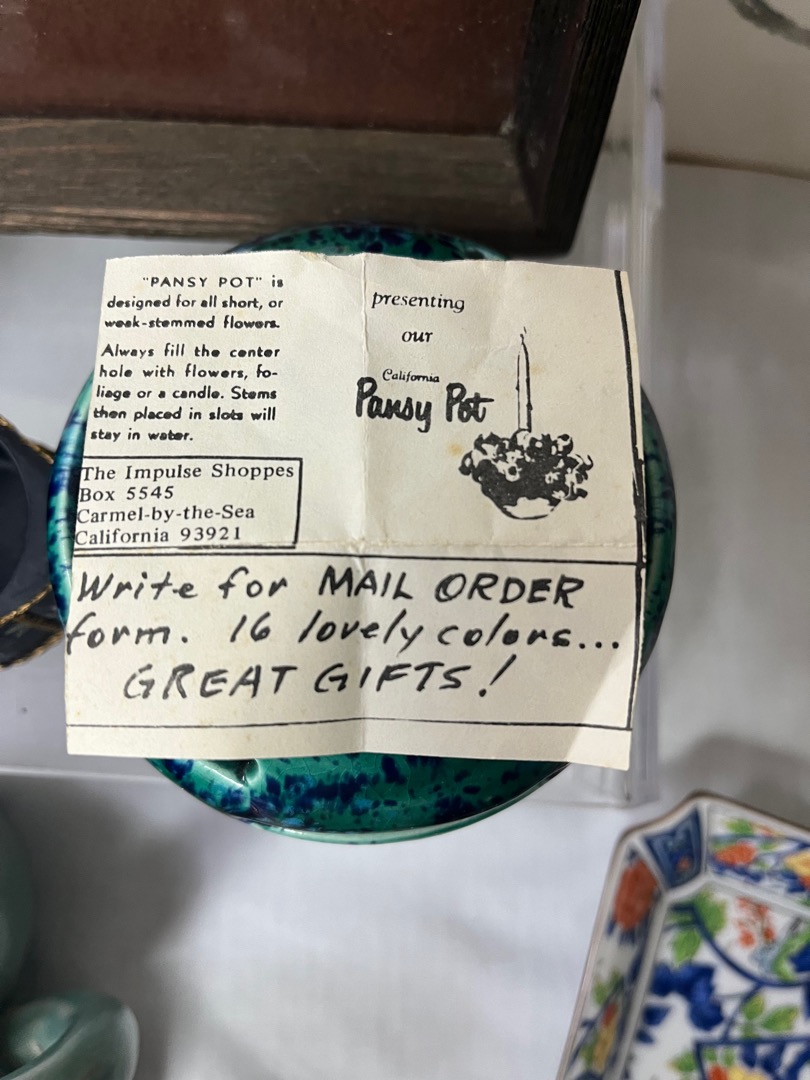 "PANSY POT" is
designed for all short, or
weak-stemmed flowers.
Always fill the center
hole with flowers, fo-
liage or a candle. Stems
then placed in slots will
stay in water.
The Impulse Shoppes
Box 5545
Carmel-by-the-Sea
California 93921
presenting
our
California
Pansy Pot
Write for MAIL ORDER
form. 16 lovely colors...
GREAT GIFTS!